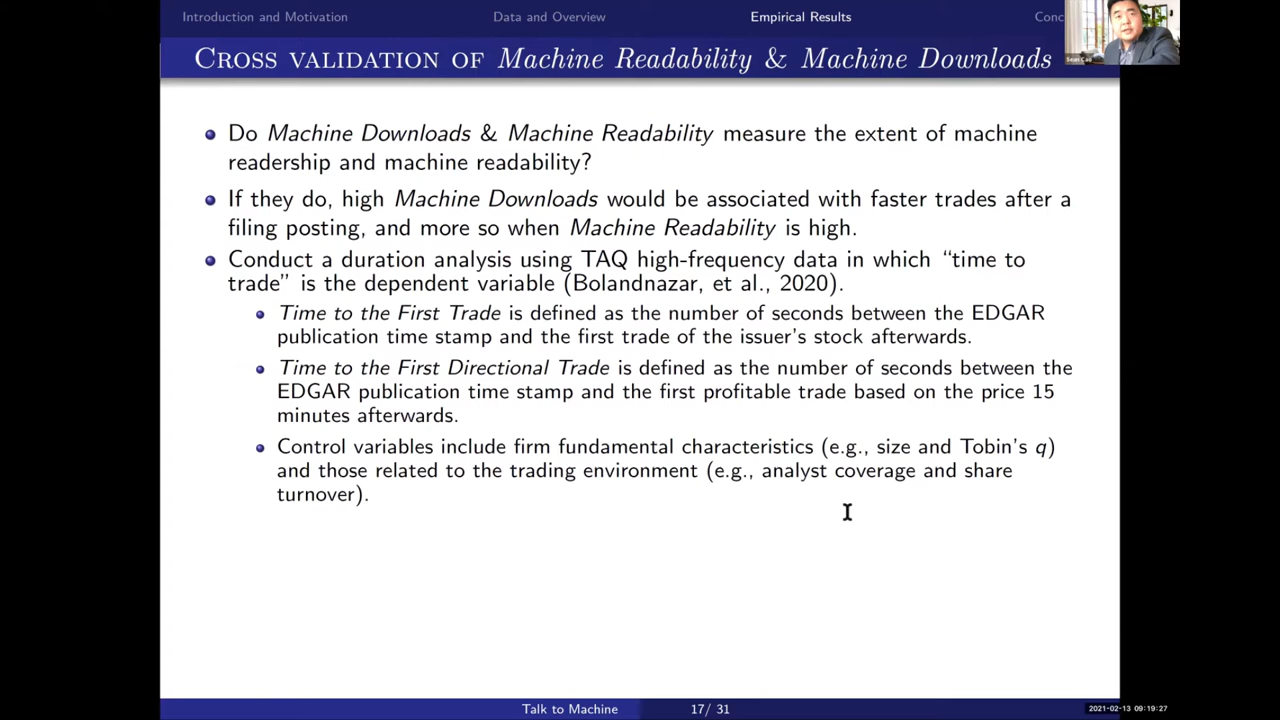 Introduction and Motivation Data and Overview Empirical Results Conc
Sean Cao
CROSS VALIDATION OF Machine Readability & Machine Downloads
Do Machine Downloads & Machine Readability measure the extent of machine
readership and machine readability?
If they do, high Machine Downloads would be associated with faster trades after a
filing posting, and more so when Machine Readability is high.
Conduct a duration analysis using TAQ high-frequency data in which “time to
trade” is the dependent variable (Bolandnazar, et al., 2020).
Time to the First Trade is defined as the number of seconds between the EDGAR
publication time stamp and the first trade of the issuer’s stock afterwards.
Time to the First Directional Trade is defined as the number of seconds between the
EDGAR publication time stamp and the first profitable trade based on the price 15
minutes afterwards.
Control variables include firm fundamental characteristics (e.g., size and Tobin’s q)
and those related to the trading environment (e.g., analyst coverage and share
turnover).
Talk to Machine 17/ 31
2021-02-13 09:19:27